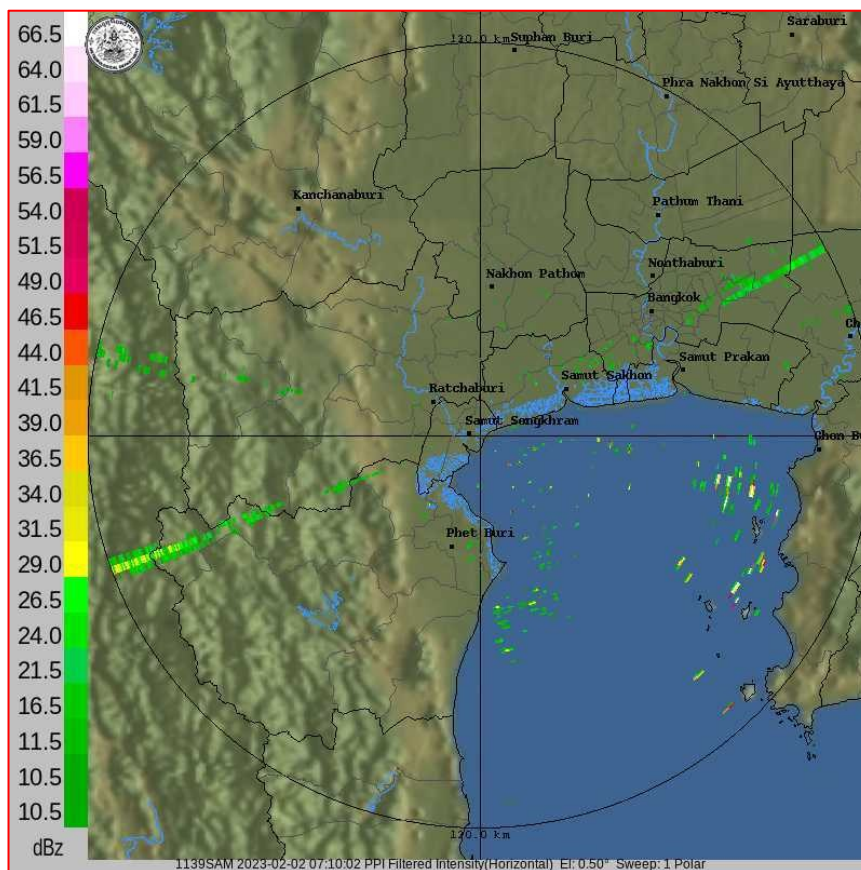 66.5
64.0
61.5
59.0
56.5
54.0
51.5
49.0
46.5
44.0
41.5
39.0
36.5
34.0
31.5
29.0
26.5
24.0
21.5
16.5
11.5
10.5
10.5
dBz
Saraburi
Suphan Buri
Phra Nakhon Si Ayutthaya
Kanchanaburi
Pathum Thani
Nonthaburi
Nakhon Pathom
Bangkok
Ch
Samut Prakan
Samut Sakhon
Ratchaburi
Samut Songkhram
Chon Bu
Phet Buri
120.0 km
1139SAM 2023-02-02 07:10:02 PPI Filtered Intensity(Horizontal) El: 0.50° Sweep: 1 Polar